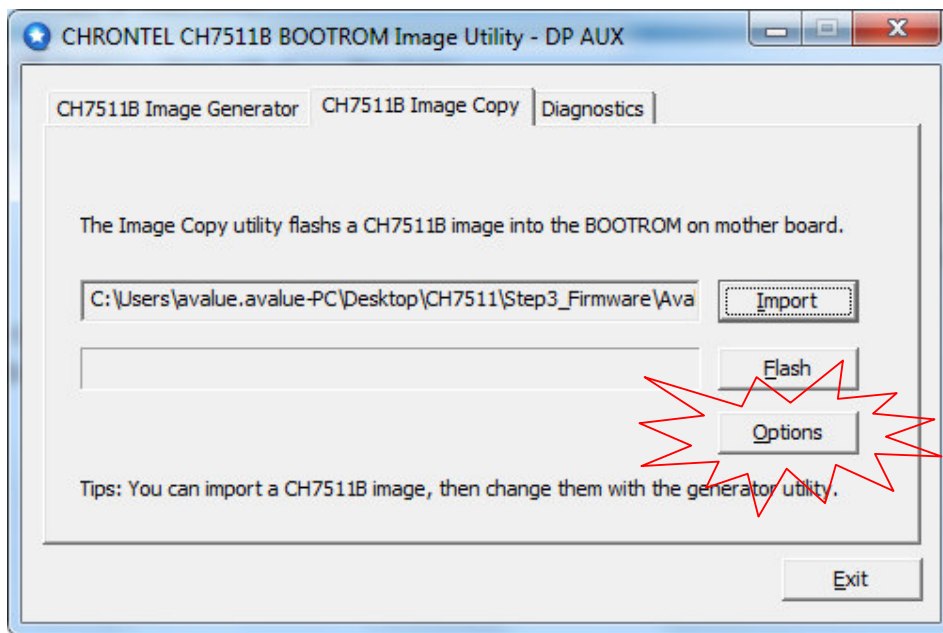 CHRONTEL CH7511B BOOTROM Image Utility - DP AUX
CH7511B Image Generator CH7511B Image Copy Diagnostics
The Image Copy utility flashs a CH7511B image into the BOOTROM on mother board.
C:\Users\avalue.avalue-PC\Desktop\CH7511\Step3_Firmware\Ava Import
Flash
Options
Tips: You can import a CH7511B image, then change them with the generator utility.
Exit